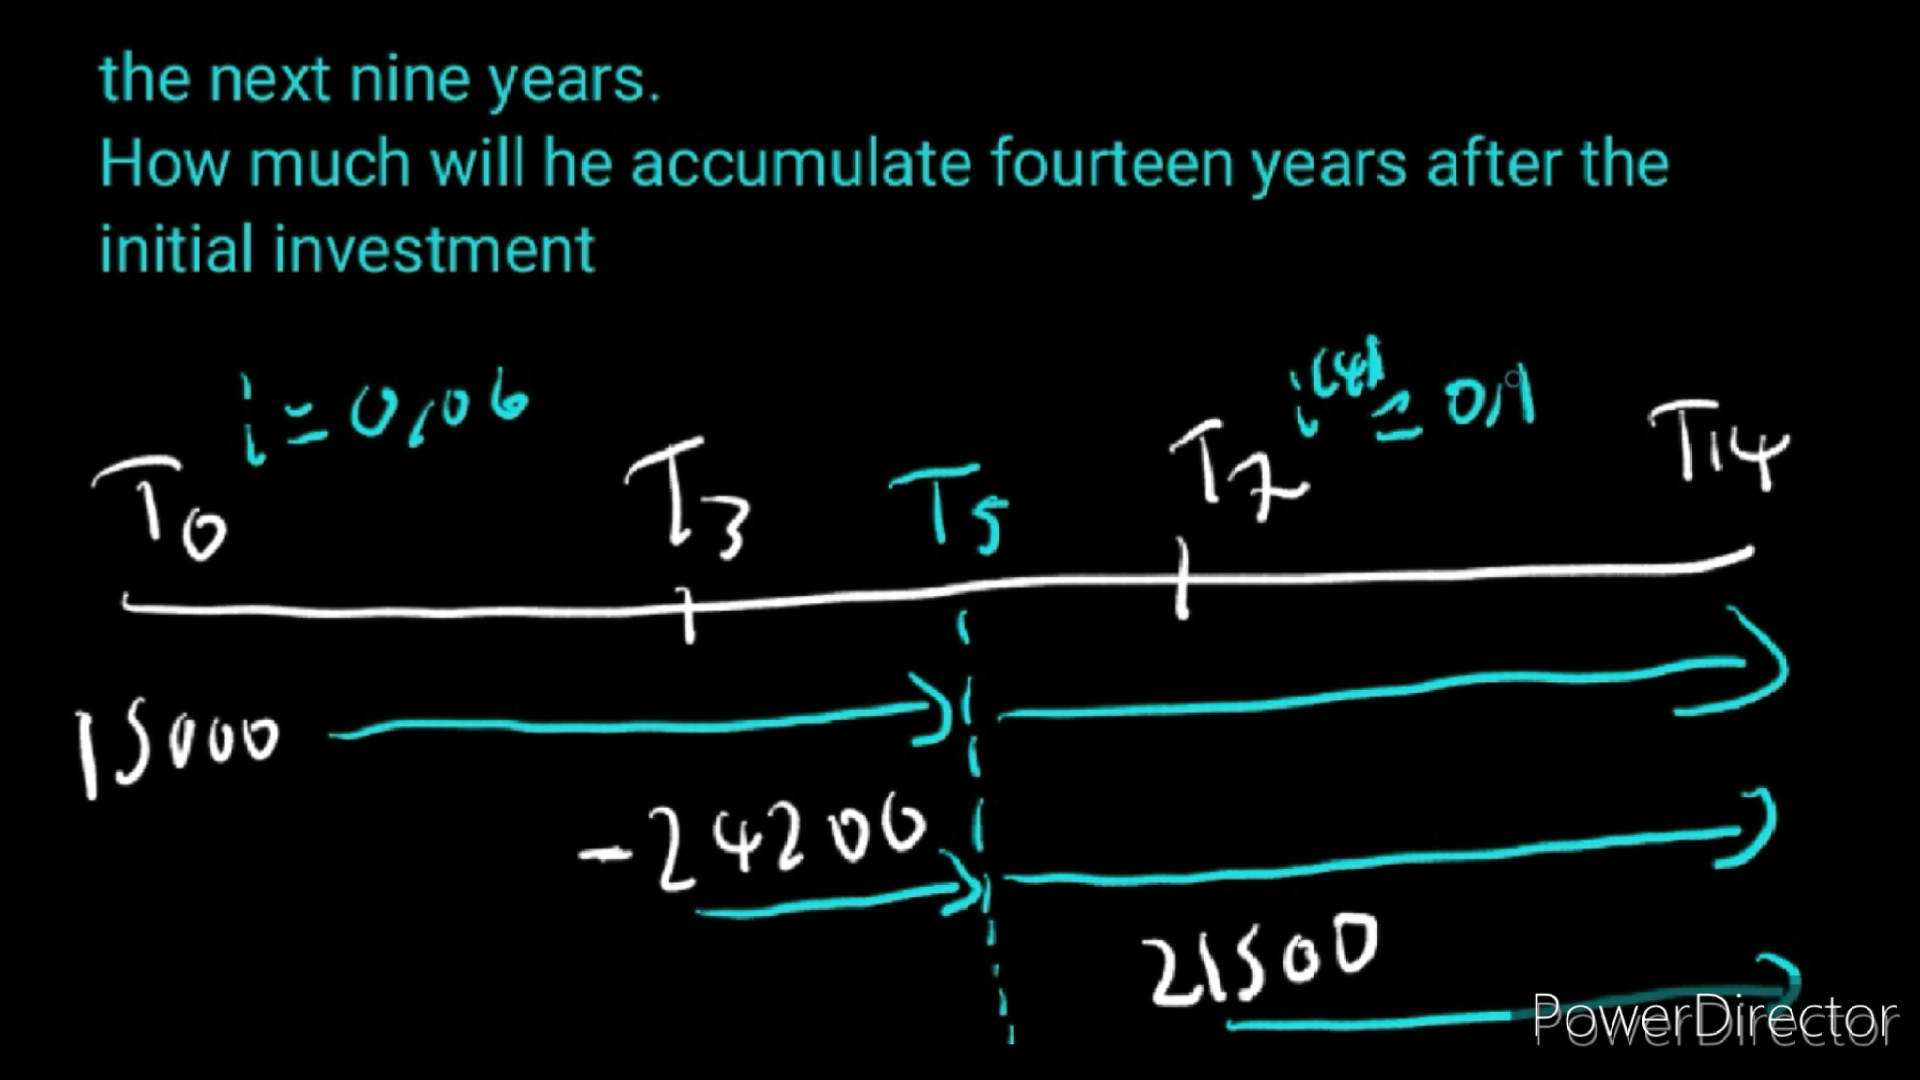 the next nine years.
How much will he accumulate fourteen years after the
initial investment
i = 0,06
i(4) = 0,1
T0 T3 T5 T7 T14
15000
-24200
21500
PowerDirector